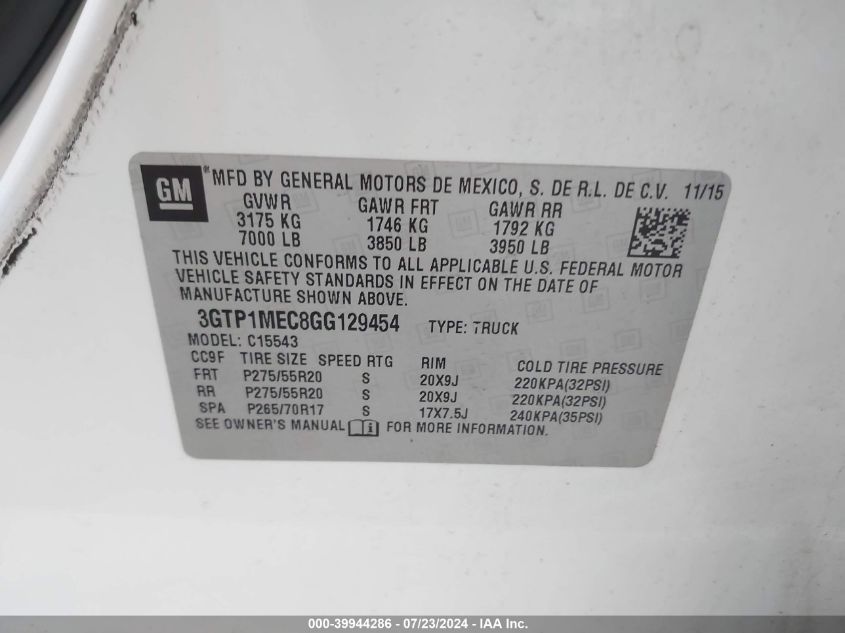 GM
® MFD BY GENERAL MOTORS DE MEXICO, S. DE R.L. DE C.V. 11/15
GVWR GAWR FRT GAWR RR
3175 KG 1746 KG 1792 KG
7000 LB 3850 LB 3950 LB
THIS VEHICLE CONFORMS TO ALL APPLICABLE U.S. FEDERAL MOTOR
VEHICLE SAFETY STANDARDS IN EFFECT ON THE DATE OF
MANUFACTURE SHOWN ABOVE.
3GTP1MEC8GG129454 TYPE: TRUCK
MODEL: C15543
CC9F TIRE SIZE SPEED RTG RIM COLD TIRE PRESSURE
FRT P275/55R20 S 20X9J 220KPA(32PSI)
RR P275/55R20 S 20X9J 220KPA(32PSI)
SPA P265/70R17 S 17X7.5J 240KPA(35PSI)
SEE OWNER'S MANUAL i FOR MORE INFORMATION.
000-39944286 - 07/23/2024 - IAA Inc.